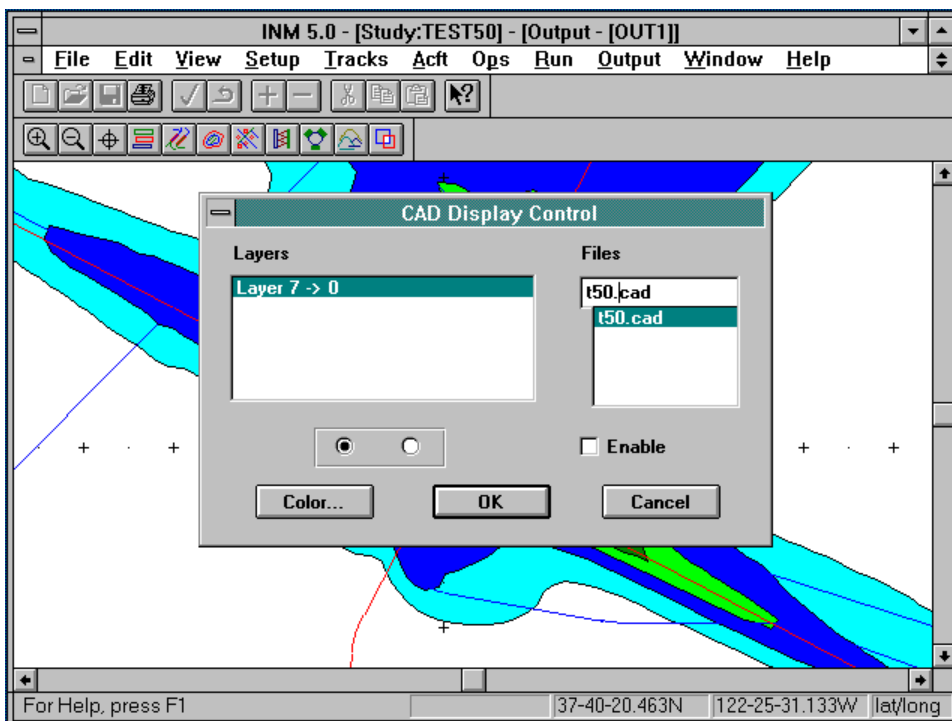 INM 5.0 - [Study:TEST50] - [Output - [OUT1]]
File Edit View Setup Tracks Acft Ops Run Output Window Help
CAD Display Control
Layers
Files
Layer 7 -> 0
t50.cad
t50.cad
Enable
Color...
OK
Cancel
For Help, press F1
37-40-20.463N
122-25-31.133W
lat/long